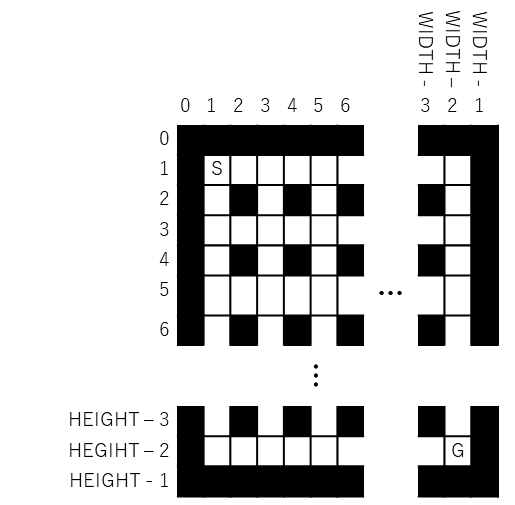 WIDTH - 3
WIDTH – 2
WIDTH - 1
0 1 2 3 4 5 6
0
1 S
2
3
4
5 ...
6
⋮
HEIGHT – 3
HEGIHT – 2 G
HEIGHT - 1